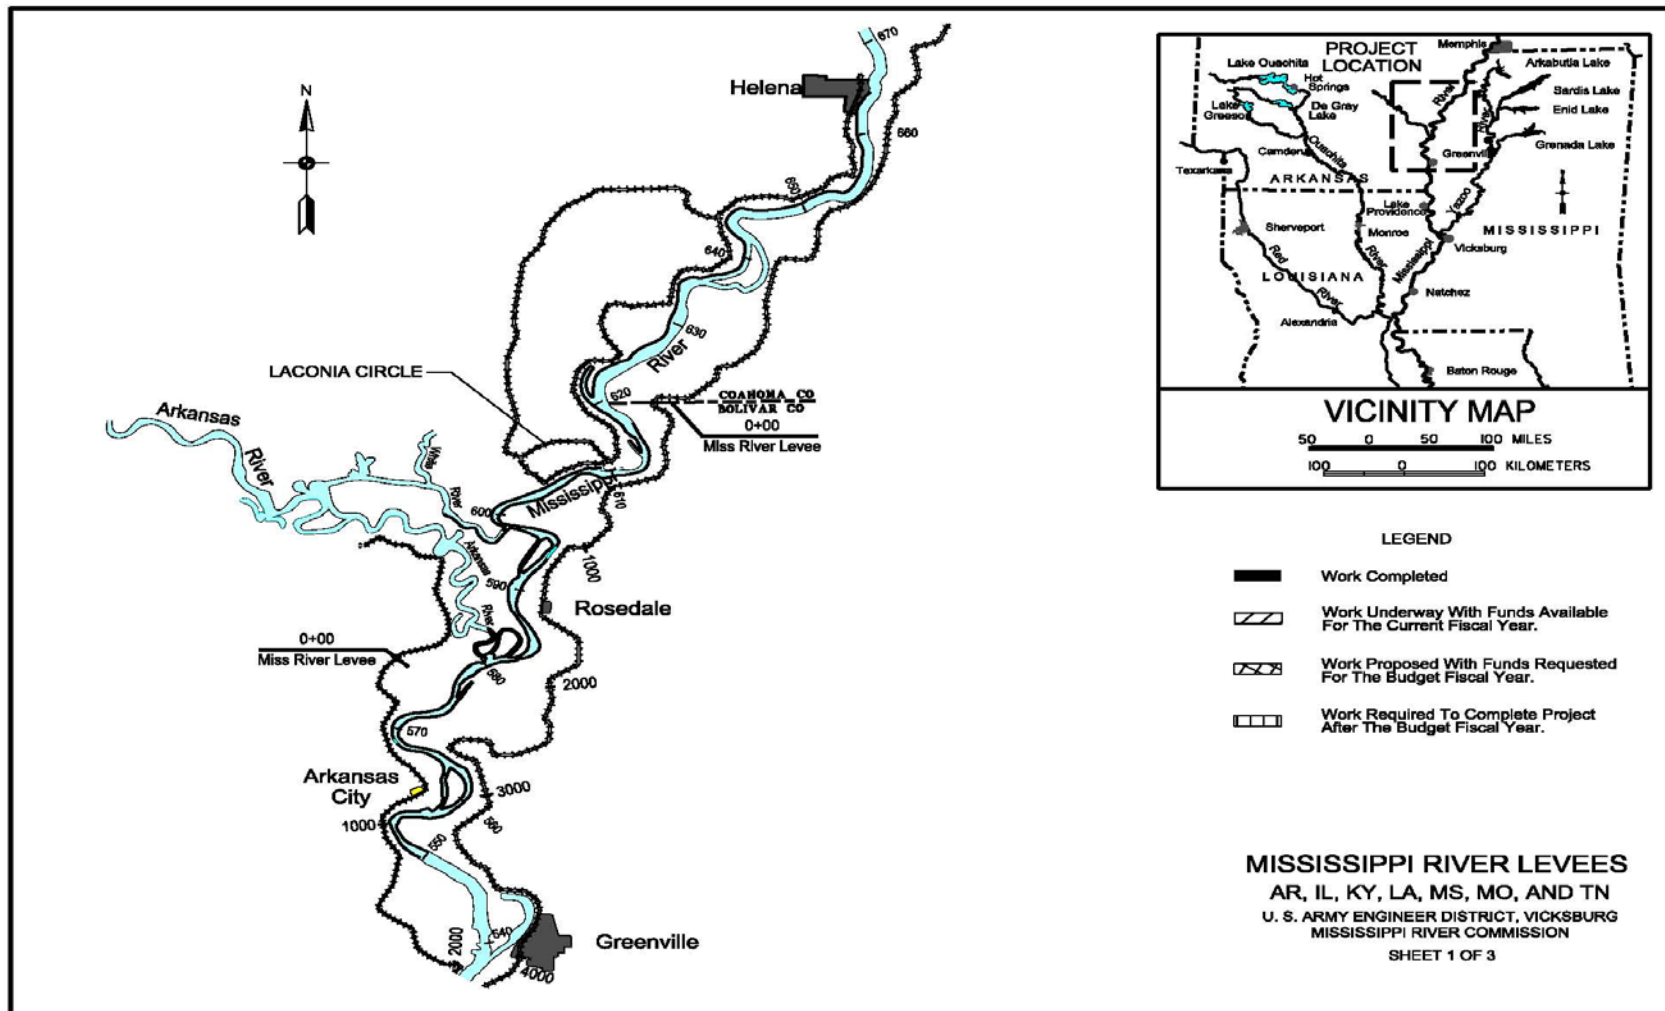 N
Helena
670
660
650
640
630
River
620
LACONIA CIRCLE
COAHOMA CO
BOLIVAR CO
0+00
Miss River Levee
Arkansas
River
White
River
Mississippi
610
600
1000
Arkansas
River
590
Rosedale
0+00
Miss River Levee
580
2000
570
Arkansas
City
3000
1000
560
550
2000
540
Greenville
4000
PROJECT
LOCATION
Memphis
Lake Ouachita
Hot
Springs
Arkabutla Lake
Sardis Lake
Enid Lake
Lake
Greeson
De Gray
Lake
River
River
Grenada Lake
Camden
Ouachita
Greenville
Texarkana
ARKANSAS
Lake
Providence
Yazoo
Sherveport
Monroe
MISSISSIPPI
Vicksburg
Red
River
Mississippi
LOUISIANA
River
Natchez
Alexandria
Baton Rouge
VICINITY MAP
50 0 50 100 MILES
100 0 100 KILOMETERS
LEGEND
Work Completed
Work Underway With Funds Available
For The Current Fiscal Year.
Work Proposed With Funds Requested
For The Budget Fiscal Year.
Work Required To Complete Project
After The Budget Fiscal Year.
MISSISSIPPI RIVER LEVEES
AR, IL, KY, LA, MS, MO, AND TN
U. S. ARMY ENGINEER DISTRICT, VICKSBURG
MISSISSIPPI RIVER COMMISSION
SHEET 1 OF 3